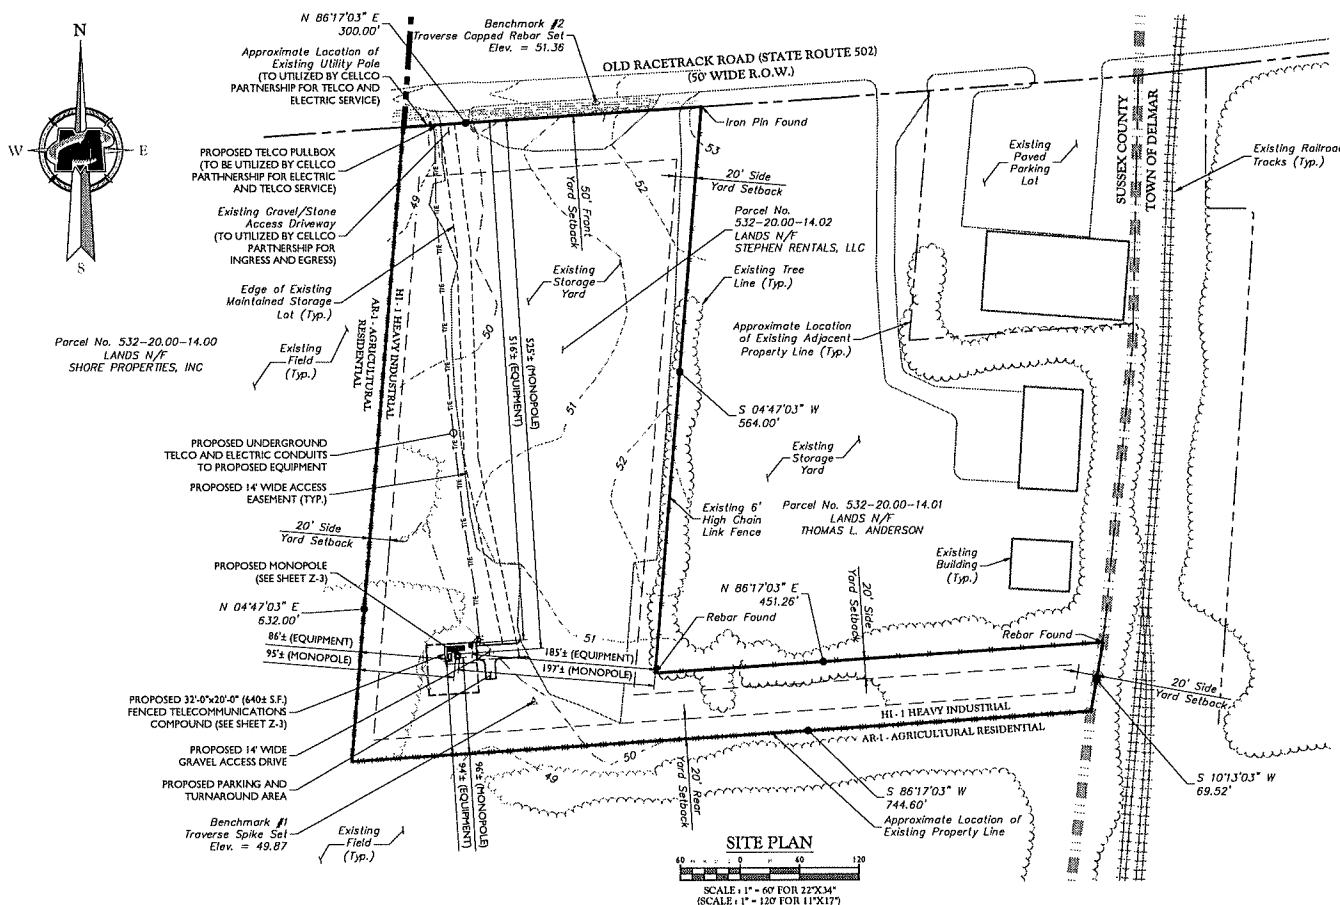 N
W
E
S
N 86°17'03" E
300.00'
Approximate Location of
Existing Utility Pole
(TO UTILIZED BY CELLCO
PARTNERSHIP FOR TELCO AND
ELECTRIC SERVICE)
Benchmark #2
Traverse Capped Rebar Set
Elev. = 51.36
OLD RACETRACK ROAD (STATE ROUTE 502)
(50' WIDE R.O.W.)
Iron Pin Found
PROPOSED TELCO PULLBOX
(TO BE UTILIZED BY CELLCO
PARTHNERSHIP FOR ELECTRIC
AND TELCO SERVICE)
Existing Gravel/Stone
Access Driveway
(TO UTILIZED BY CELLCO
PARTNERSHIP FOR
INGRESS AND EGRESS)
Edge of Existing
Maintained Storage
Lot (Typ.)
Parcel No. 532-20.00-14.00
LANDS N/F
SHORE PROPERTIES, INC
Existing
Field
(Typ.)
HI-1 HEAVY INDUSTRIAL
AR-1 - AGRICULTURAL
RESIDENTIAL
49
50
51
52
53
52
50' Front
Yard Setback
20' Side
Yard Setback
Existing
Storage
Yard
Parcel No.
532-20.00-14.02
LANDS N/F
STEPHEN RENTALS, LLC
Existing Tree
Line (Typ.)
Approximate Location
of Existing Adjacent
Property Line (Typ.)
Existing
Paved
Parking
Lot
SUSSEX COUNTY
TOWN OF DELMAR
Existing Railroad
Tracks (Typ.)
516'± (EQUIPMENT)
525'± (MONOPOLE)
S 04°47'03" W
564.00'
Existing
Storage
Yard
PROPOSED UNDERGROUND
TELCO AND ELECTRIC CONDUITS
TO PROPOSED EQUIPMENT
PROPOSED 14' WIDE ACCESS
EASEMENT (TYP.)
20' Side
Yard Setback
PROPOSED MONOPOLE
(SEE SHEET Z-3)
N 04°47'03" E
632.00'
86'± (EQUIPMENT)
95'± (MONOPOLE)
185'± (EQUIPMENT)
197'± (MONOPOLE)
Existing 6'
High Chain
Link Fence
Parcel No. 532-20.00-14.01
LANDS N/F
THOMAS L. ANDERSON
Existing
Building
(Typ.)
N 86°17'03" E
451.26'
20' Side
Yard Setback
Rebar Found
Rebar Found
51
PROPOSED 32'-0"x20'-0" (640± S.F.)
FENCED TELECOMMUNICATIONS
COMPOUND (SEE SHEET Z-3)
PROPOSED 14' WIDE
GRAVEL ACCESS DRIVE
PROPOSED PARKING AND
TURNAROUND AREA
Benchmark #1
Traverse Spike Set
Elev. = 49.87
Existing
Field
(Typ.)
94'± (EQUIPMENT)
96'± (MONOPOLE)
49
50
20' Rear
Yard Setback
HI-1 HEAVY INDUSTRIAL
AR-1 - AGRICULTURAL RESIDENTIAL
20' Side
Yard Setback
S 10°13'03" W
69.52'
S 86°17'03" W
744.60'
Approximate Location of
Existing Property Line
SITE PLAN
60
0
60
120
SCALE : 1" = 60' FOR 22"X34"
(SCALE : 1" = 120' FOR 11"X17")